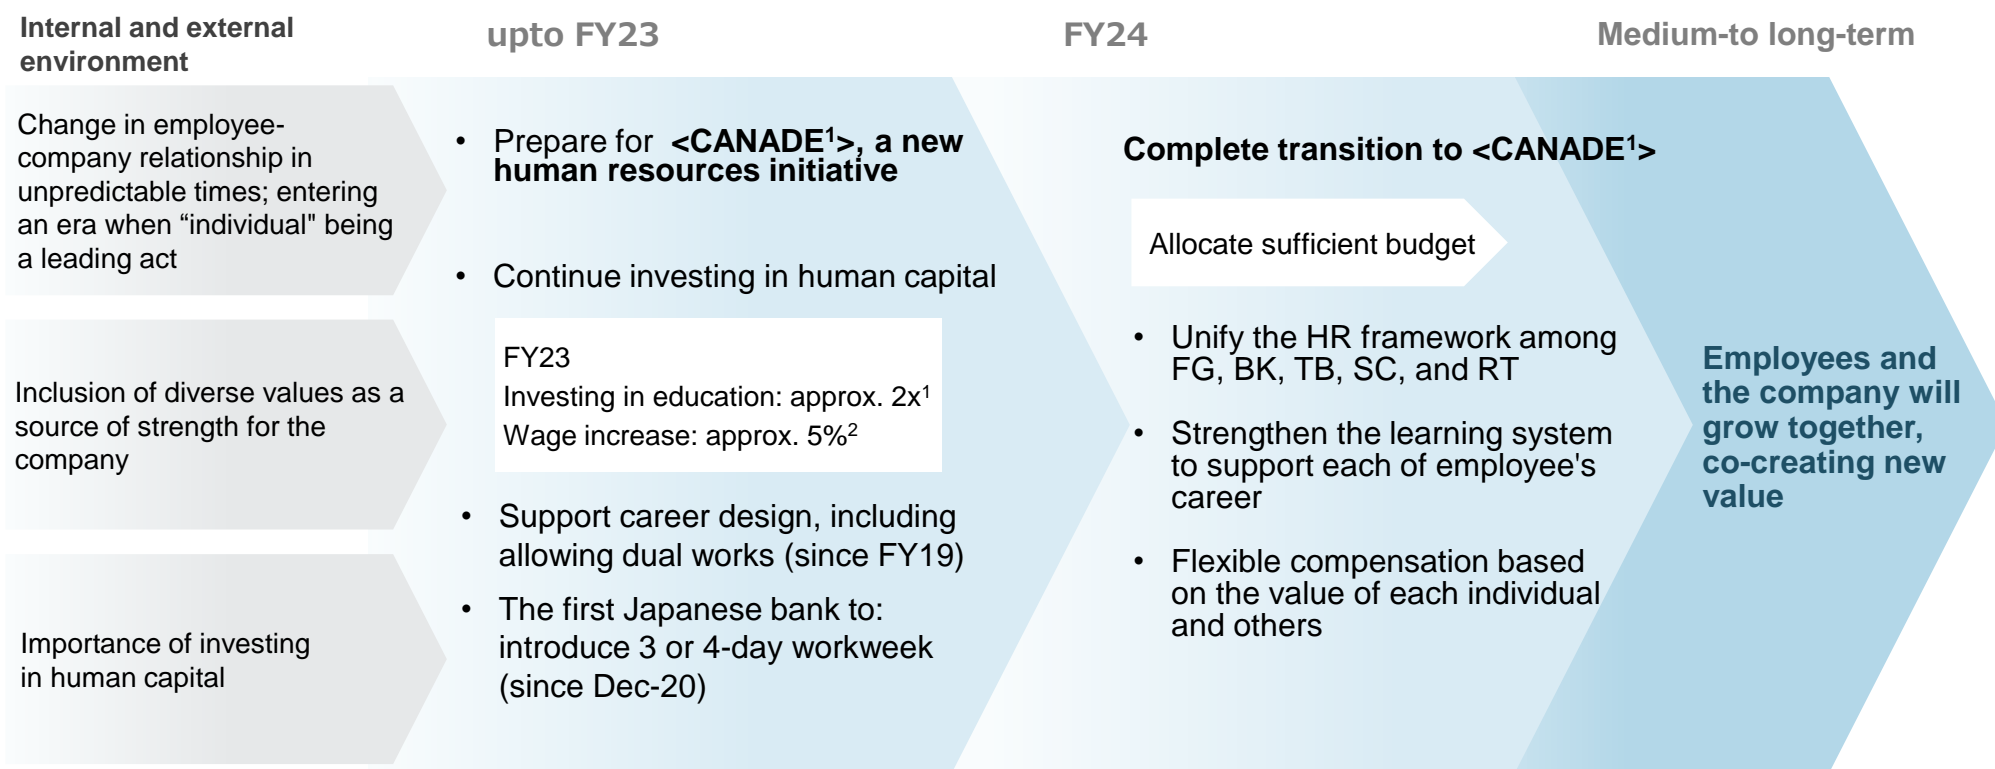 Internal and external
environment
upto FY23
FY24
Medium-to long-term
Change in employee-
company relationship in
unpredictable times; entering
an era when “individual" being
a leading act
Inclusion of diverse values as a
source of strength for the
company
Importance of investing
in human capital
• Prepare for <CANADE¹>, a new
human resources initiative
• Continue investing in human capital
FY23
Investing in education: approx. 2x¹
Wage increase: approx. 5%²
• Support career design, including
allowing dual works (since FY19)
• The first Japanese bank to:
introduce 3 or 4-day workweek
(since Dec-20)
Complete transition to <CANADE¹>
Allocate sufficient budget
• Unify the HR framework among
FG, BK, TB, SC, and RT
• Strengthen the learning system
to support each of employee's
career
• Flexible compensation based
on the value of each individual
and others
Employees and
the company will
grow together,
co-creating new
value